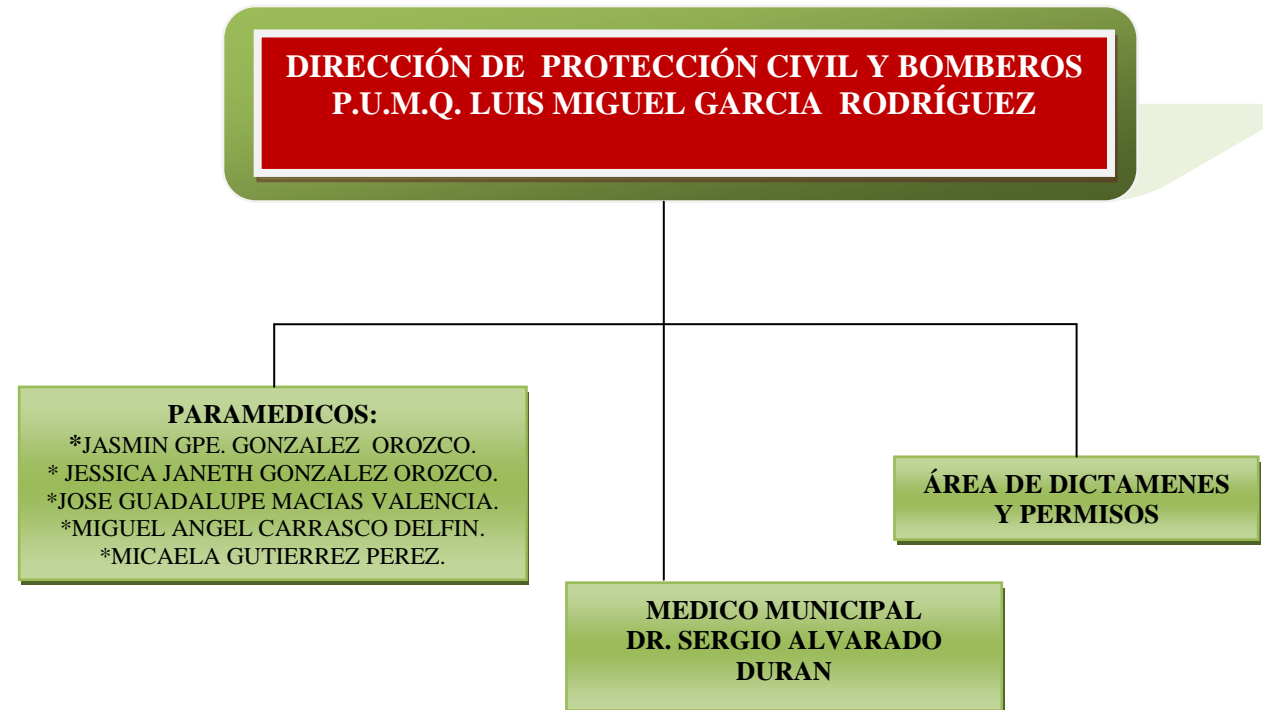 DIRECCIÓN DE PROTECCIÓN CIVIL Y BOMBEROS
P.U.M.Q. LUIS MIGUEL GARCIA RODRÍGUEZ
PARAMEDICOS:
*JASMIN GPE. GONZALEZ OROZCO.
* JESSICA JANETH GONZALEZ OROZCO.
*JOSE GUADALUPE MACIAS VALENCIA.
*MIGUEL ANGEL CARRASCO DELFIN.
*MICAELA GUTIERREZ PEREZ.
ÁREA DE DICTAMENES
Y PERMISOS
MEDICO MUNICIPAL
DR. SERGIO ALVARADO
DURAN